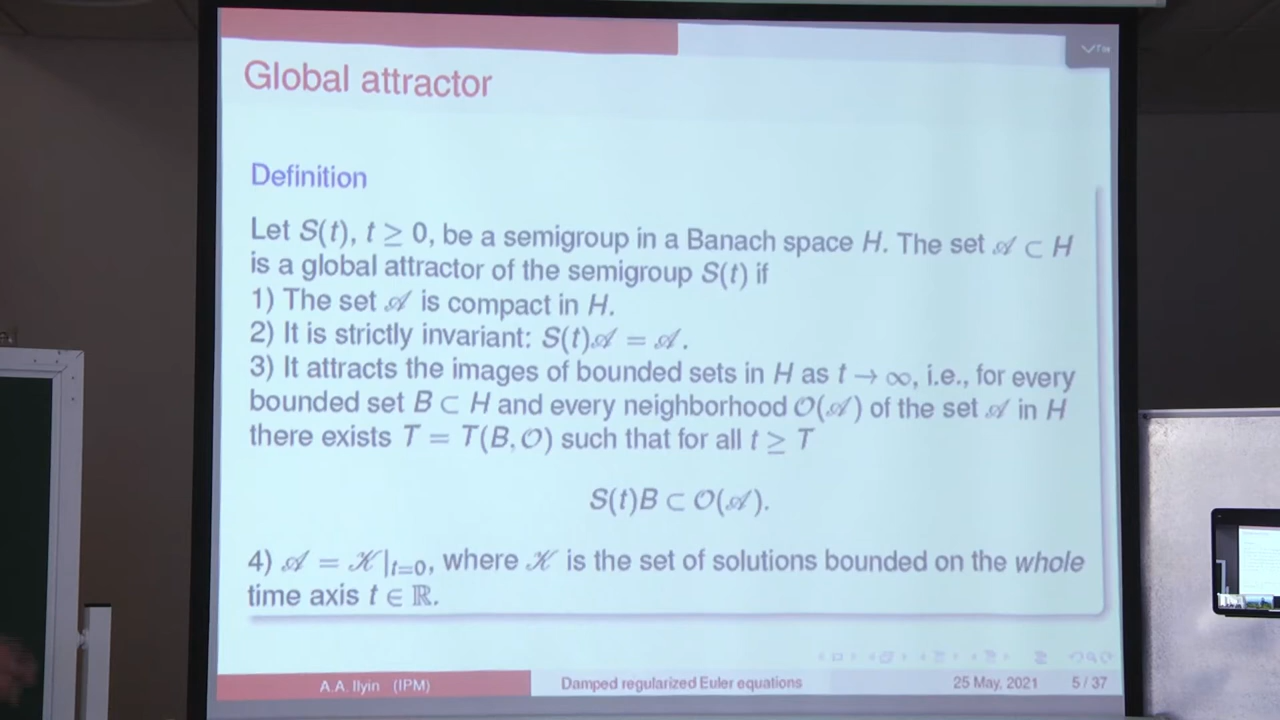 Global attractor
Definition
Let S(t), t ≥ 0, be a semigroup in a Banach space H. The set 𝒜 ⊂ H
is a global attractor of the semigroup S(t) if
1) The set 𝒜 is compact in H.
2) It is strictly invariant: S(t)𝒜 = 𝒜.
3) It attracts the images of bounded sets in H as t → ∞, i.e., for every
bounded set B ⊂ H and every neighborhood 𝒪(𝒜) of the set 𝒜 in H
there exists T = T(B, 𝒪) such that for all t ≥ T
S(t)B ⊂ 𝒪(𝒜).
4) 𝒜 = 𝒦|t=0, where 𝒦 is the set of solutions bounded on the whole
time axis t ∈ ℝ.
A.A. Ilyin (IPM) Damped regularized Euler equations 25 May, 2021 5 / 37